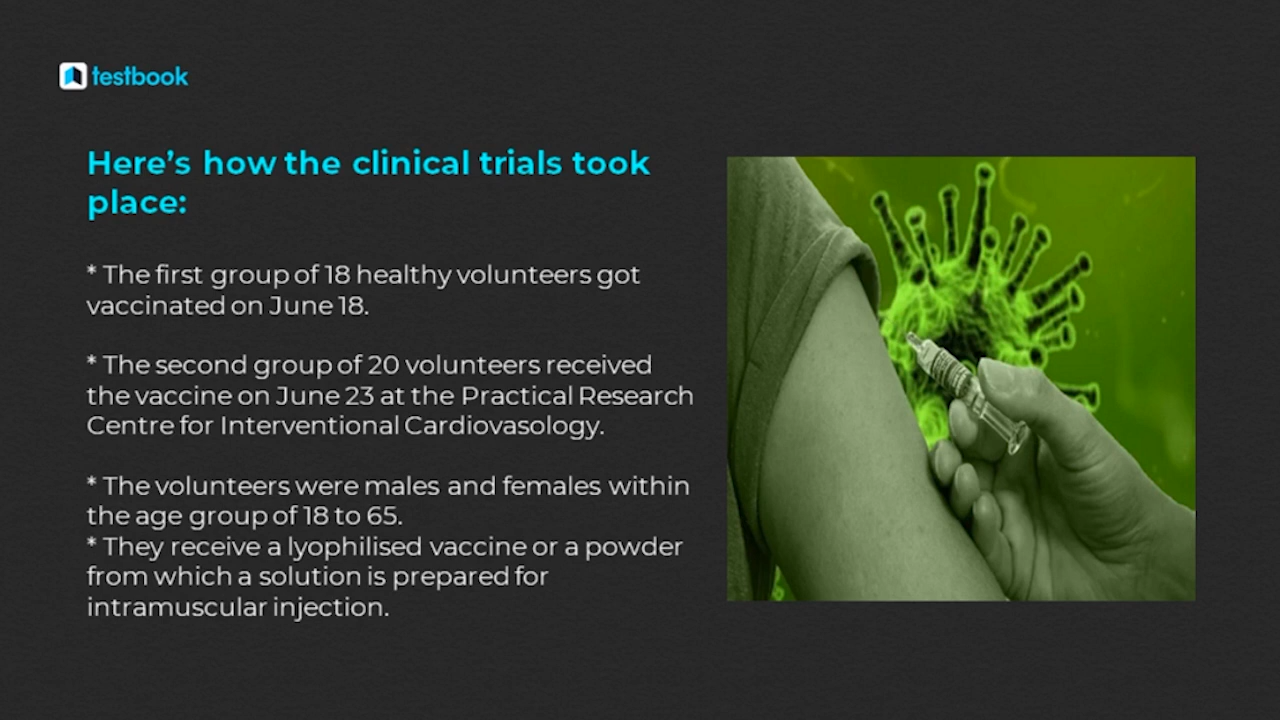 testbook
Here's how the clinical trials took
place:
* The first group of 18 healthy volunteers got
vaccinated on June 18.
* The second group of 20 volunteers received
the vaccine on June 23 at the Practical Research
Centre for Interventional Cardiovasology.
* The volunteers were males and females within
the age group of 18 to 65.
* They receive a lyophilised vaccine or a powder
from which a solution is prepared for
intramuscular injection.